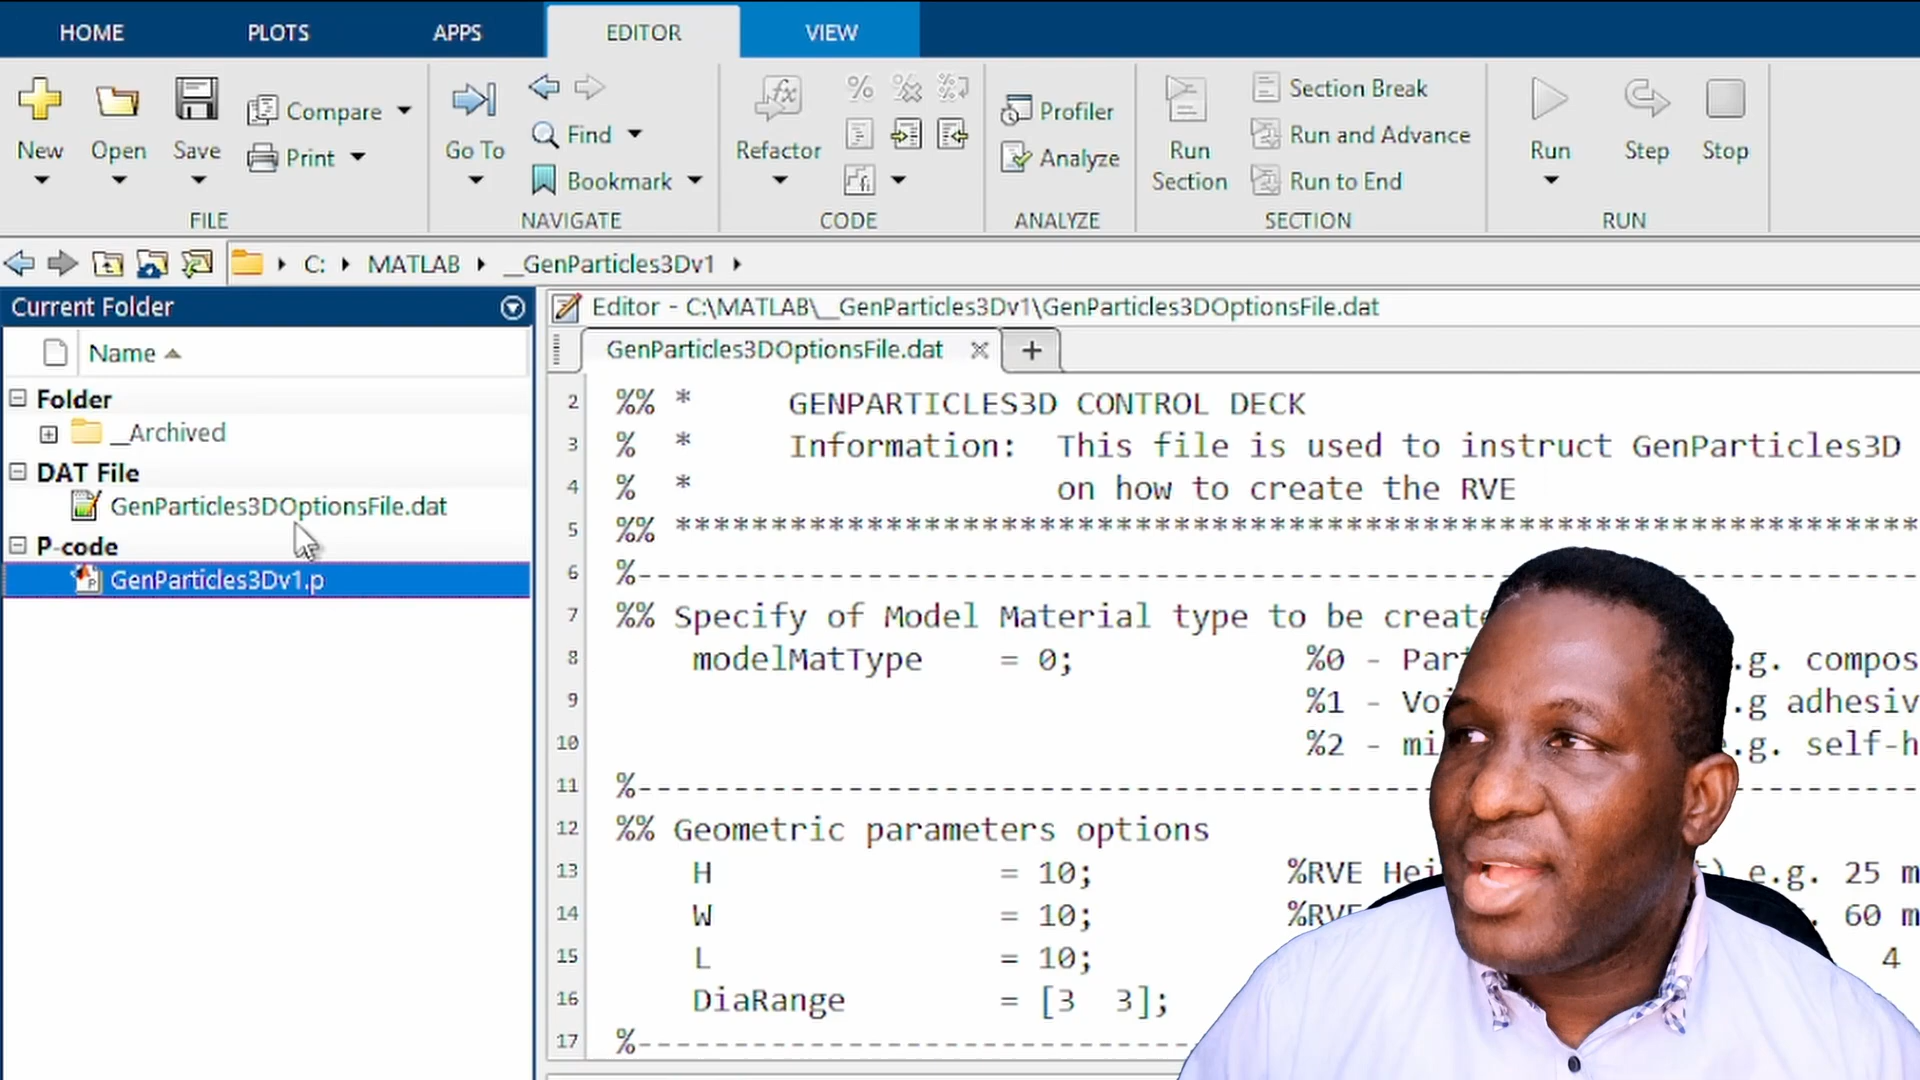 HOME PLOTS APPS EDITOR VIEW
New Open Save Compare Print
FILE
Go To Find Bookmark
NAVIGATE
Refactor
CODE
Profiler
Analyze
ANALYZE
Run Section
Section Break
Run and Advance
Run to End
SECTION
Run Step Stop
RUN
C: MATLAB __GenParticles3Dv1
Current Folder
Name
Folder
__Archived
DAT File
GenParticles3DOptionsFile.dat
P-code
GenParticles3Dv1.p
Editor - C:\MATLAB\__GenParticles3Dv1\GenParticles3DOptionsFile.dat
GenParticles3DOptionsFile.dat
2 %% * GENPARTICLES3D CONTROL DECK
3 % * Information: This file is used to instruct GenParticles3D
4 % * on how to create the RVE
5 %% ******************************************************************
6 %------------------------------------------------------------------
7 %% Specify of Model Material type to be create
8 modelMatType = 0; %0 - Par .g. compos
9 %1 - Voi .g adhesiv
10 %2 - mi .g. self-h
11 %------------------------------------------------------------------
12 %% Geometric parameters options
13 H = 10; %RVE Hei ) e.g. 25 m
14 W = 10; %RVE . 60 m
15 L = 10; 4
16 DiaRange = [3 3];
17 %------------------------------